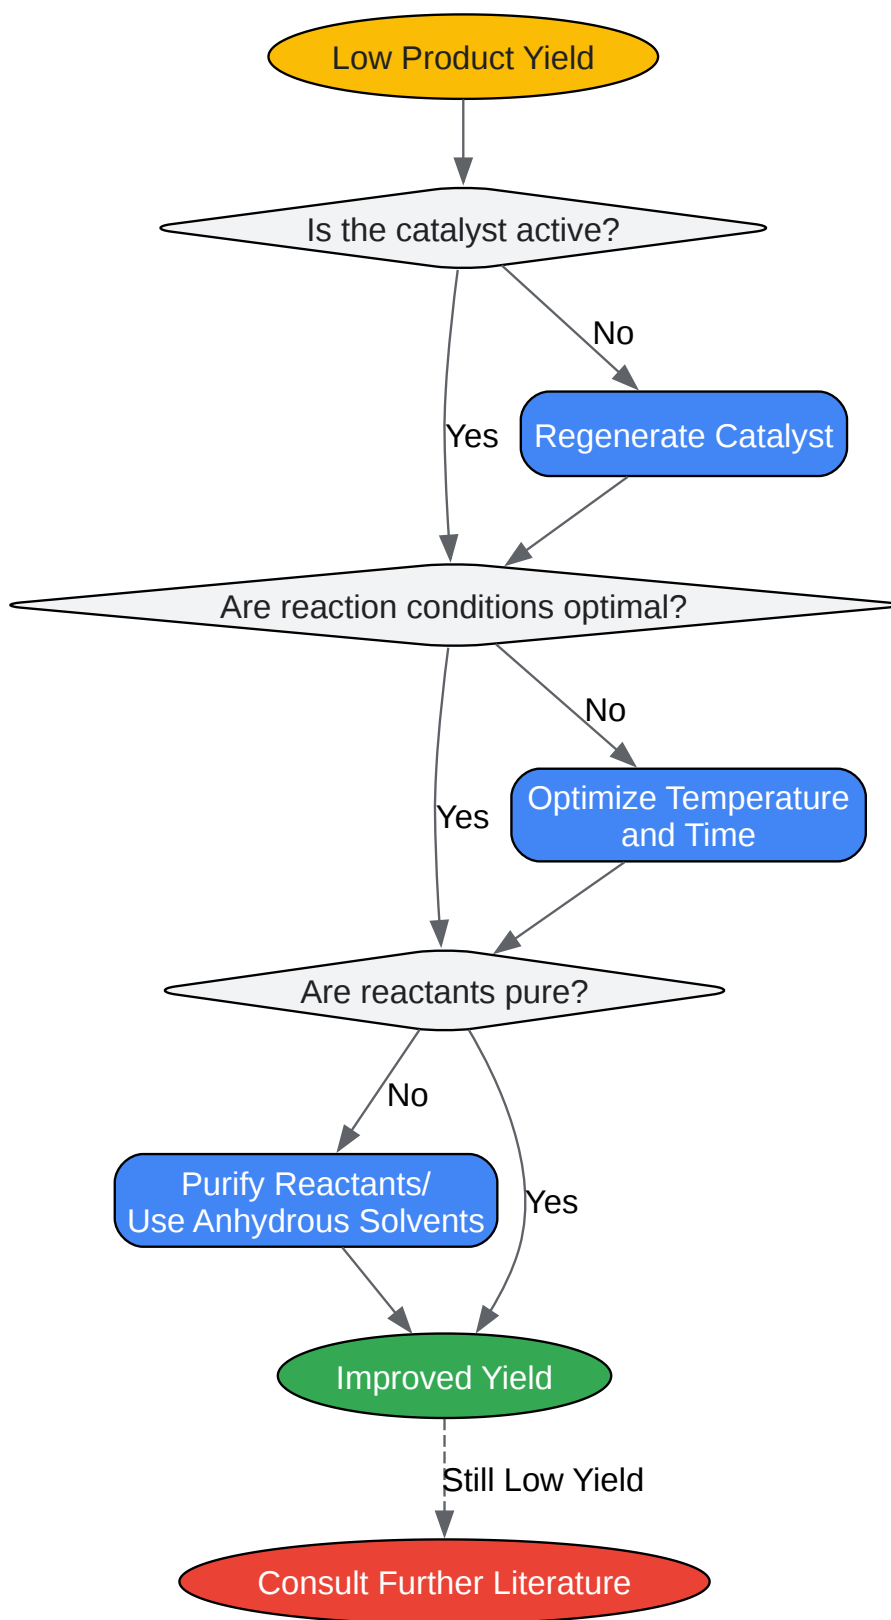 Low Product Yield
Is the catalyst active?
No
Yes
Regenerate Catalyst
Are reaction conditions optimal?
No
Yes
Optimize Temperature
and Time
Are reactants pure?
No
Purify Reactants/
Use Anhydrous Solvents
Yes
Improved Yield
Still Low Yield
Consult Further Literature